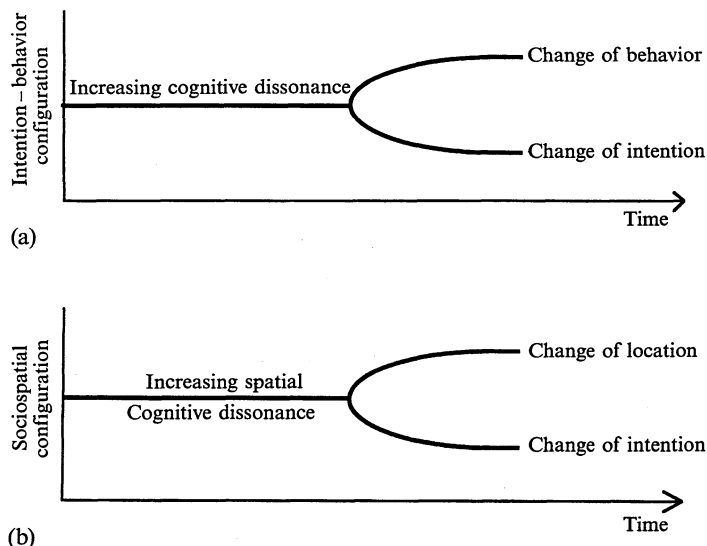 Intention–behavior
configuration
Increasing cognitive dissonance
Change of behavior
Change of intention
Time
(a)
Sociospatial
configuration
Increasing spatial
Cognitive dissonance
Change of location
Change of intention
Time
(b)